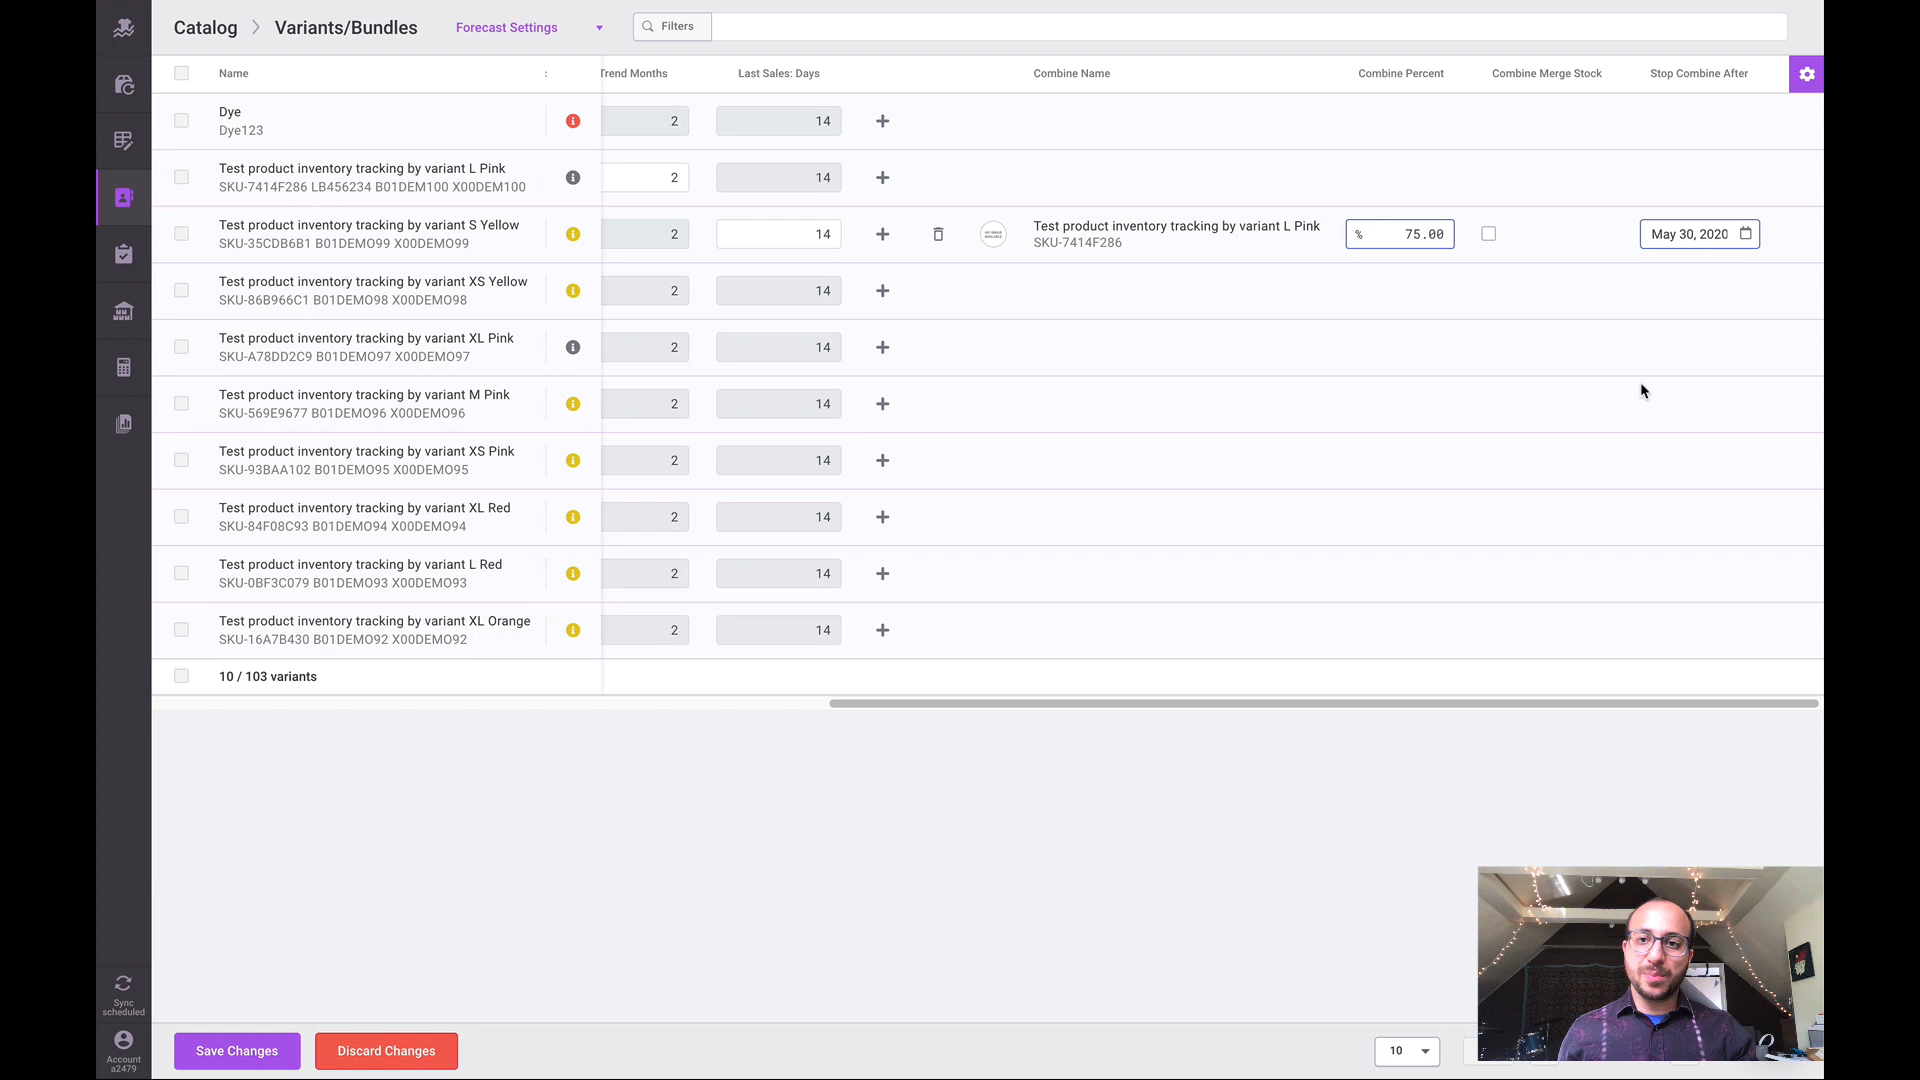 Catalog
Variants/Bundles
Forecast Settings
Filters
Name
Trend Months
Last Sales: Days
Combine Name
Combine Percent
Combine Merge Stock
Stop Combine After
Dye
Dye123
2
14
Test product inventory tracking by variant L Pink
SKU-7414F286 LB456234 B01DEM100 X00DEM100
2
14
Test product inventory tracking by variant S Yellow
SKU-35CDB6B1 B01DEMO99 X00DEMO99
2
14
Test product inventory tracking by variant L Pink
SKU-7414F286
% 75.00
May 30, 2020
Test product inventory tracking by variant XS Yellow
SKU-86B966C1 B01DEMO98 X00DEMO98
2
14
Test product inventory tracking by variant XL Pink
SKU-A78DD2C9 B01DEMO97 X00DEMO97
2
14
Test product inventory tracking by variant M Pink
SKU-569E9677 B01DEMO96 X00DEMO96
2
14
Test product inventory tracking by variant XS Pink
SKU-93BAA102 B01DEMO95 X00DEMO95
2
14
Test product inventory tracking by variant XL Red
SKU-84F08C93 B01DEMO94 X00DEMO94
2
14
Test product inventory tracking by variant L Red
SKU-0BF3C079 B01DEMO93 X00DEMO93
2
14
Test product inventory tracking by variant XL Orange
SKU-16A7B430 B01DEMO92 X00DEMO92
2
14
10 / 103 variants
Sync
scheduled
Account
a2479
Save Changes
Discard Changes
10